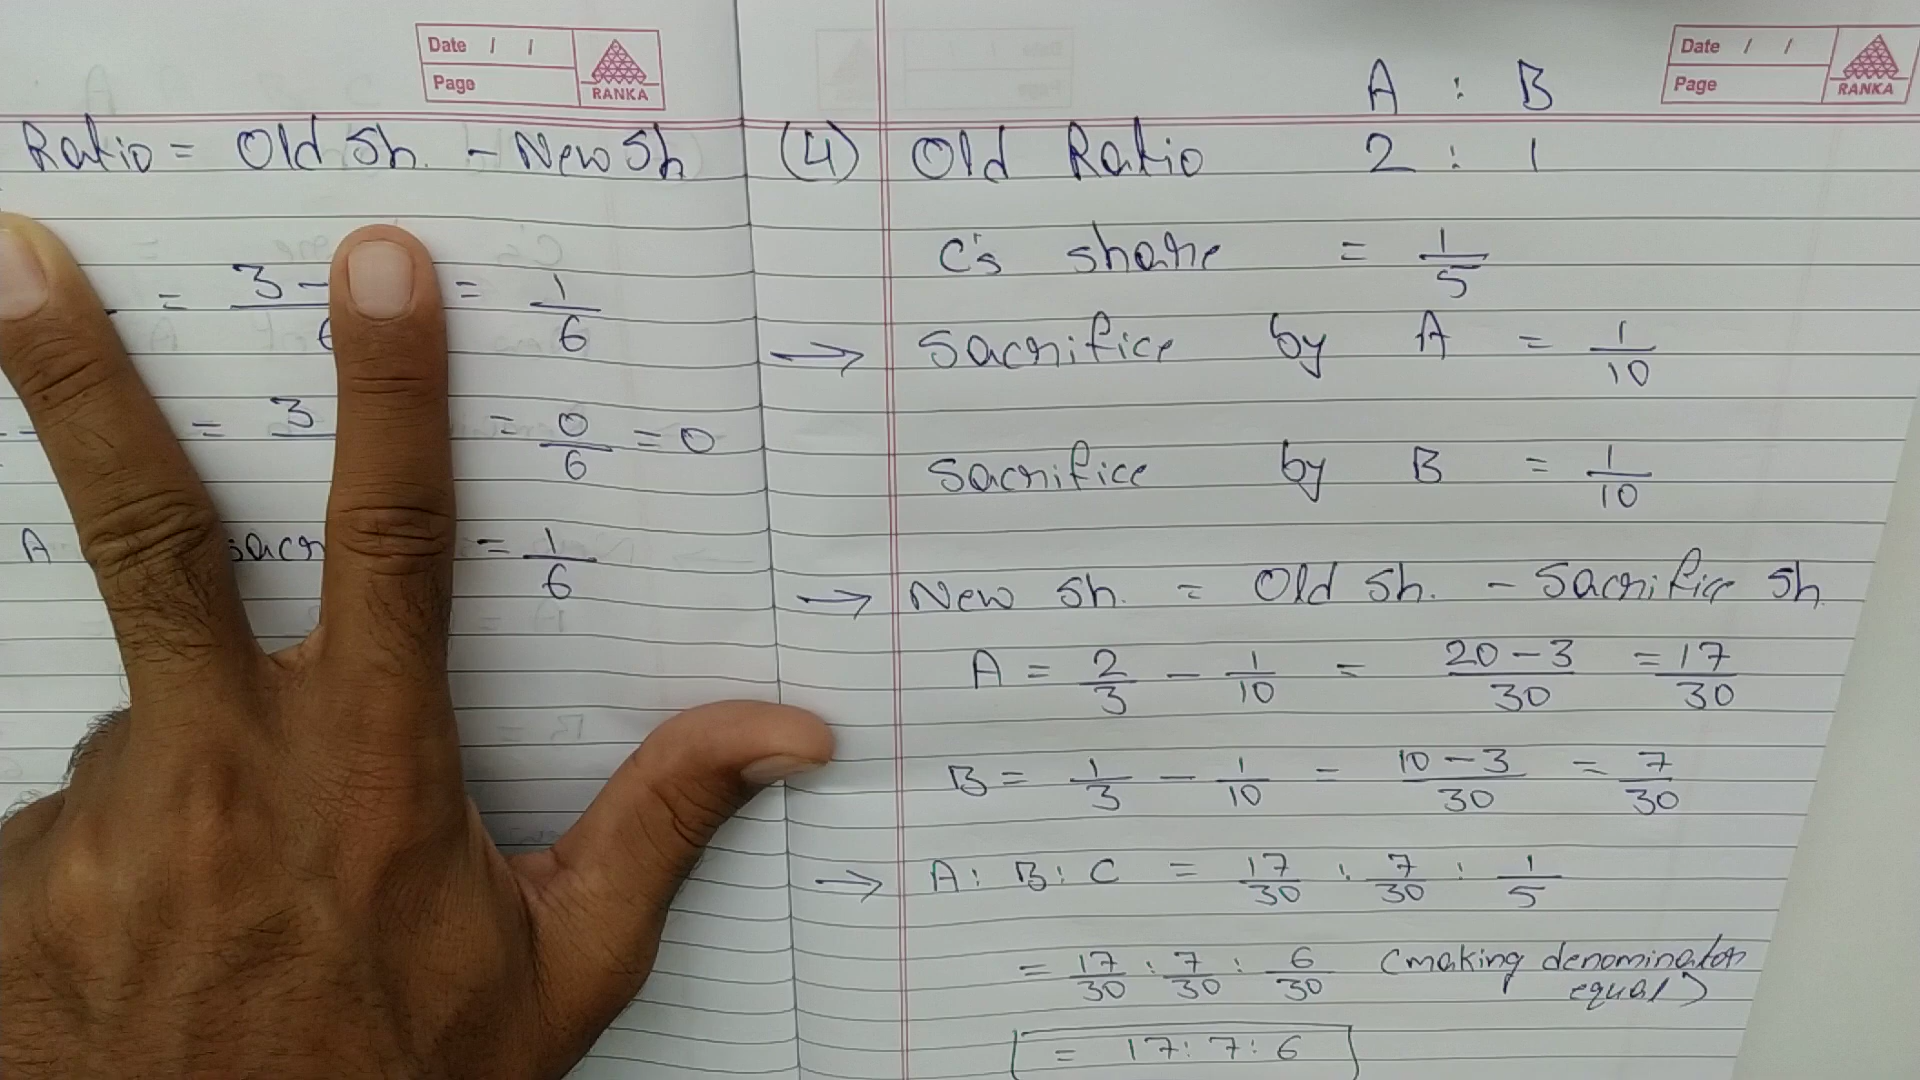 Date / /
Page
RANKA
Ratio = Old Sh. - New Sh
= 3 - = 1/6
= 3 = 0/6 = 0
A sacr = 1/6
Date / /
Page
RANKA
A : B
(4) Old Ratio 2 : 1
C's share = 1/5
→ Sacrifice by A = 1/10
Sacrifice by B = 1/10
→ New Sh. = Old Sh. - Sacrifice Sh
A = 2/3 - 1/10 = 20-3/30 = 17/30
B = 1/3 - 1/10 = 10-3/30 = 7/30
→ A : B : C = 17/30 : 7/30 : 1/5
= 17/30 : 7/30 : 6/30 (making denominator
equal)
= 17 : 7 : 6